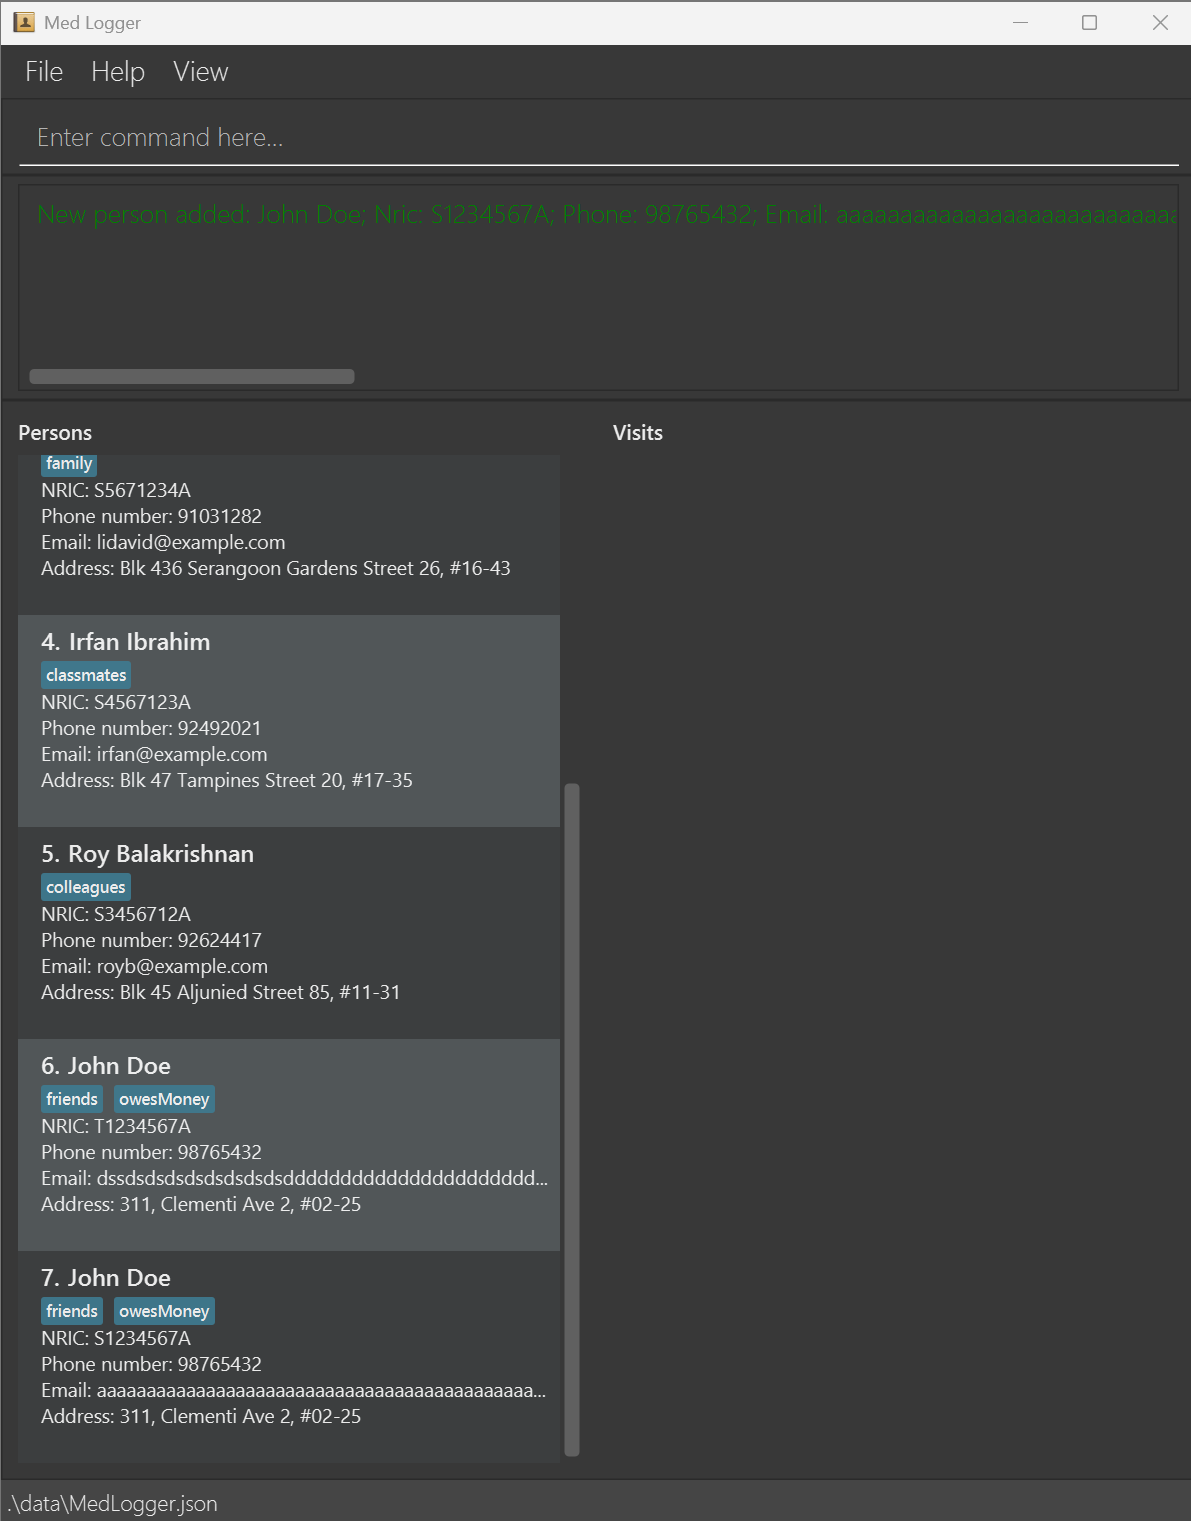 Med Logger
File Help View
Enter command here...
New person added: John Doe; Nric: S1234567A; Phone: 98765432; Email: aaaaaaaaaaaaaaaaaaaaaaaaaaa
Persons
Visits
family
NRIC: S5671234A
Phone number: 91031282
Email: lidavid@example.com
Address: Blk 436 Serangoon Gardens Street 26, #16-43
4. Irfan Ibrahim
classmates
NRIC: S4567123A
Phone number: 92492021
Email: irfan@example.com
Address: Blk 47 Tampines Street 20, #17-35
5. Roy Balakrishnan
colleagues
NRIC: S3456712A
Phone number: 92624417
Email: royb@example.com
Address: Blk 45 Aljunied Street 85, #11-31
6. John Doe
friends owesMoney
NRIC: T1234567A
Phone number: 98765432
Email: dssdsdsdsdsdsdsdsdsddddddddddddddddddddd...
Address: 311, Clementi Ave 2, #02-25
7. John Doe
friends owesMoney
NRIC: S1234567A
Phone number: 98765432
Email: aaaaaaaaaaaaaaaaaaaaaaaaaaaaaaaaaaaaaaaaaaaa...
Address: 311, Clementi Ave 2, #02-25
.\data\MedLogger.json